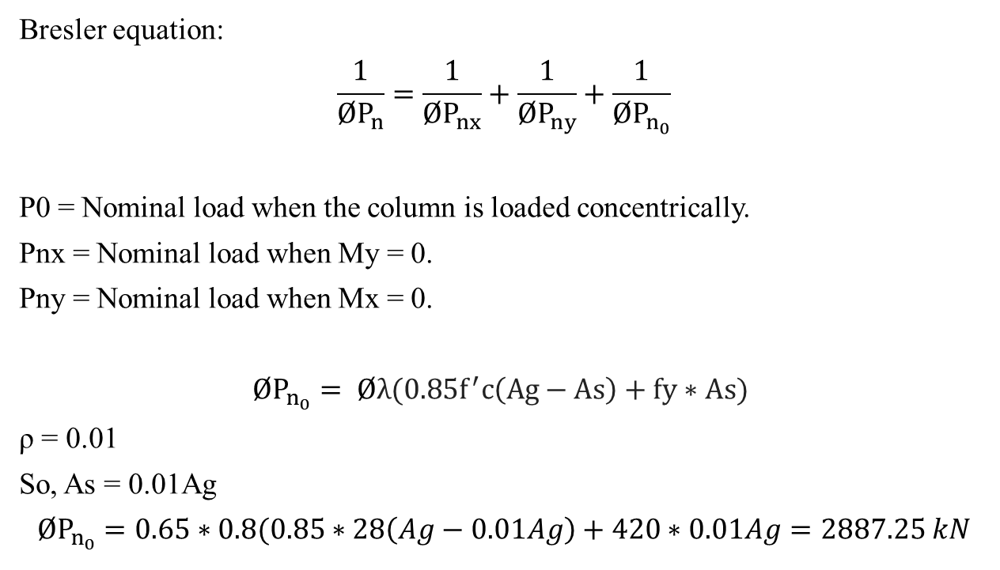 Bresler equation:
1/ØPn = 1/ØPnx + 1/ØPny + 1/ØPn₀
P0 = Nominal load when the column is loaded concentrically.
Pnx = Nominal load when My = 0.
Pny = Nominal load when Mx = 0.
ØPn₀ = Øλ(0.85f′c(Ag − As) + fy ∗ As)
ρ = 0.01
So, As = 0.01Ag
ØPn₀ = 0.65 ∗ 0.8(0.85 ∗ 28(Ag − 0.01Ag) + 420 ∗ 0.01Ag = 2887.25 kN